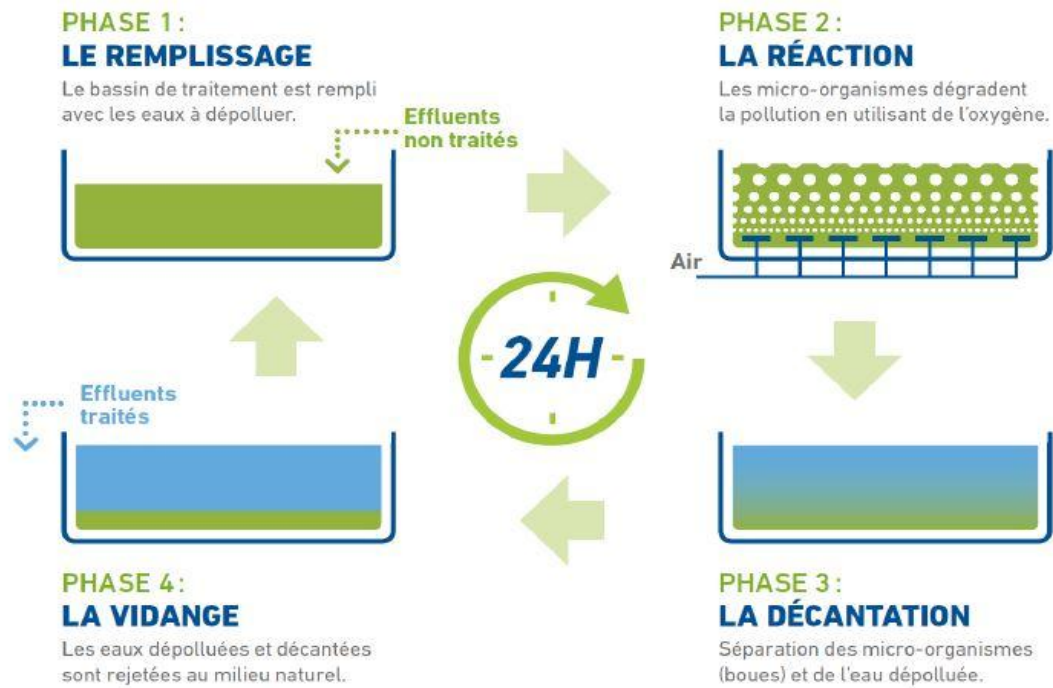 PHASE 1 :
LE REMPLISSAGE
Le bassin de traitement est rempli
avec les eaux à dépolluer.
Effluents
non traités
PHASE 2 :
LA RÉACTION
Les micro-organismes dégradent
la pollution en utilisant de l'oxygène.
Air
24H
Effluents
traités
PHASE 4 :
LA VIDANGE
Les eaux dépolluées et décantées
sont rejetées au milieu naturel.
PHASE 3 :
LA DÉCANTATION
Séparation des micro-organismes
(boues) et de l'eau dépolluée.